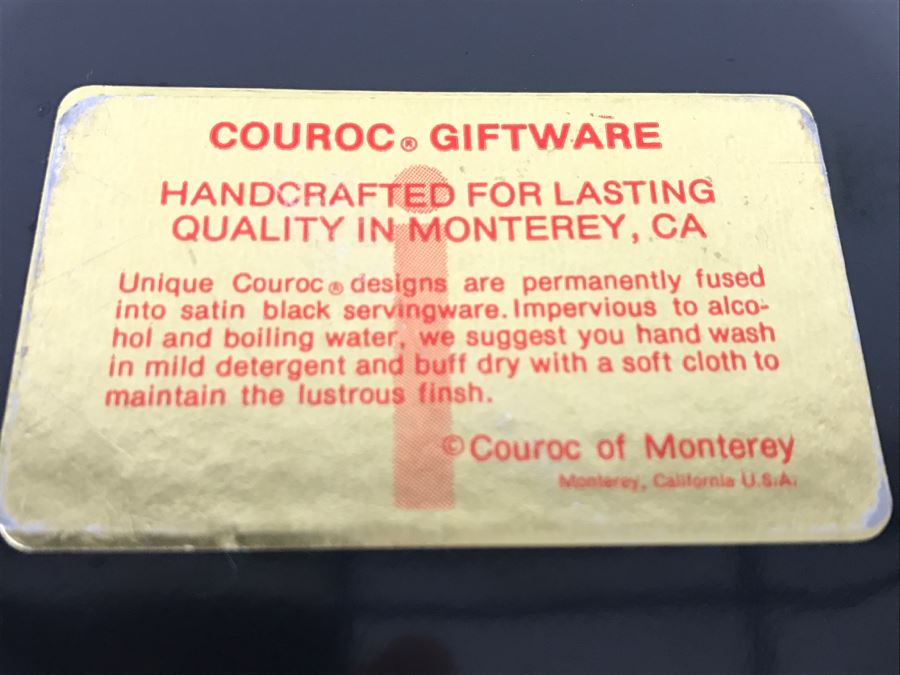 COUROC® GIFTWARE
HANDCRAFTED FOR LASTING
QUALITY IN MONTEREY, CA
Unique Couroc® designs are permanently fused
into satin black servingware. Impervious to alco-
hol and boiling water, we suggest you hand wash
in mild detergent and buff dry with a soft cloth to
maintain the lustrous finsh.
© Couroc of Monterey
Monterey, California U.S.A.